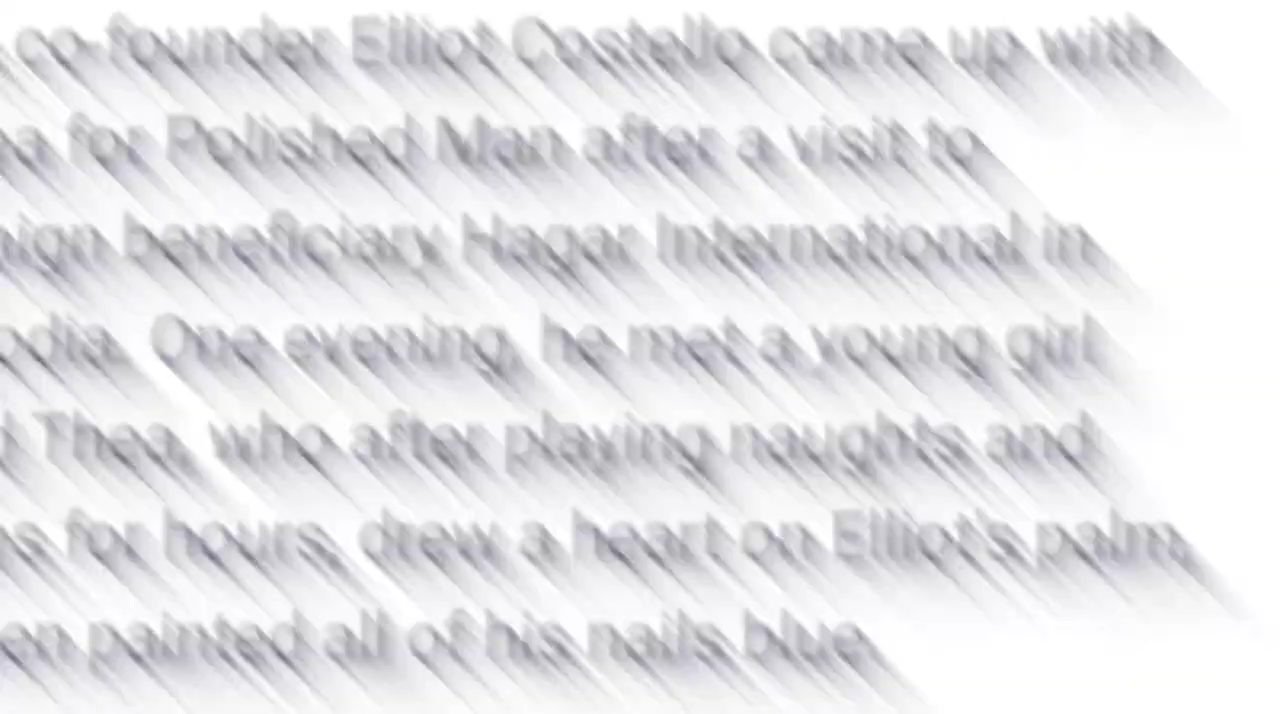 co-founder Elliot Costello came up with
for Polished Man after a visit to
beneficiary Hagar International in
One evening, he met a young girl
Thea, who after playing naughts and
for hours, drew a heart on Elliot's palm,
painted all of his nails blue.